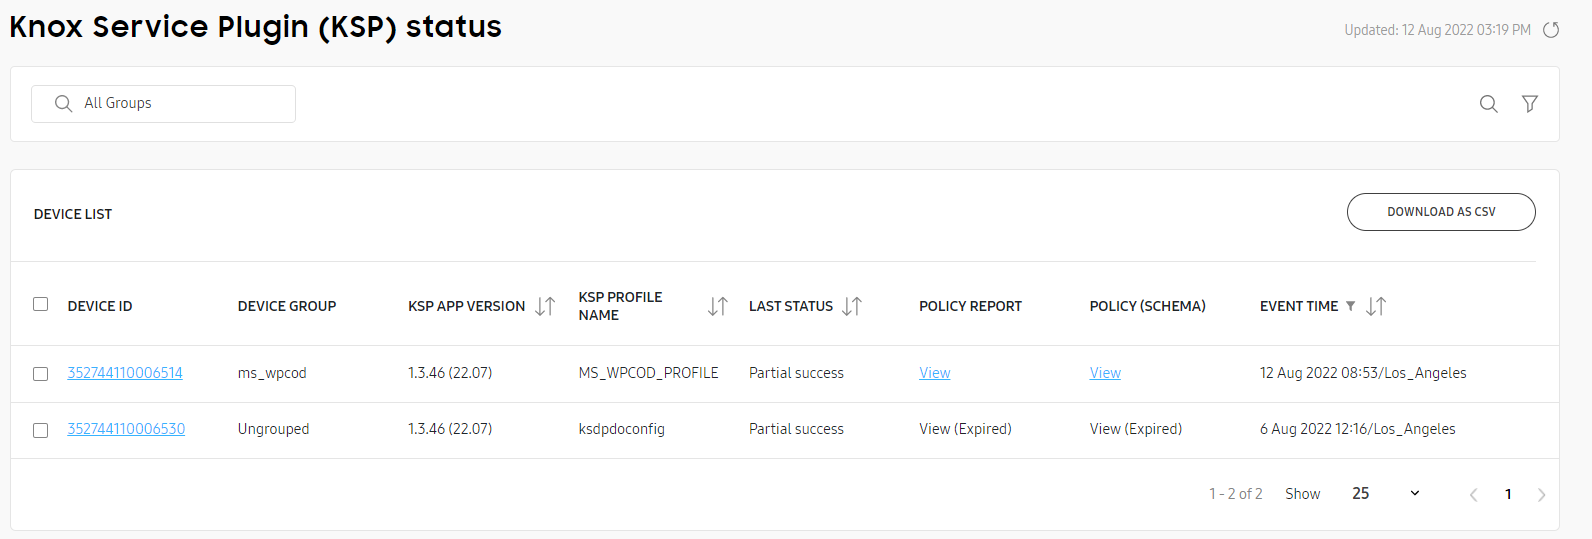 Knox Service Plugin (KSP) status
Updated: 12 Aug 2022 03:19 PM
All Groups
DEVICE LIST
DOWNLOAD AS CSV
DEVICE ID DEVICE GROUP KSP APP VERSION KSP PROFILE NAME LAST STATUS POLICY REPORT POLICY (SCHEMA) EVENT TIME
352744110006514 ms_wpcod 1.3.46 (22.07) MS_WPCOD_PROFILE Partial success View View 12 Aug 2022 08:53/Los_Angeles
352744110006530 Ungrouped 1.3.46 (22.07) ksdpdoconfig Partial success View (Expired) View (Expired) 6 Aug 2022 12:16/Los_Angeles
1 - 2 of 2 Show 25 1